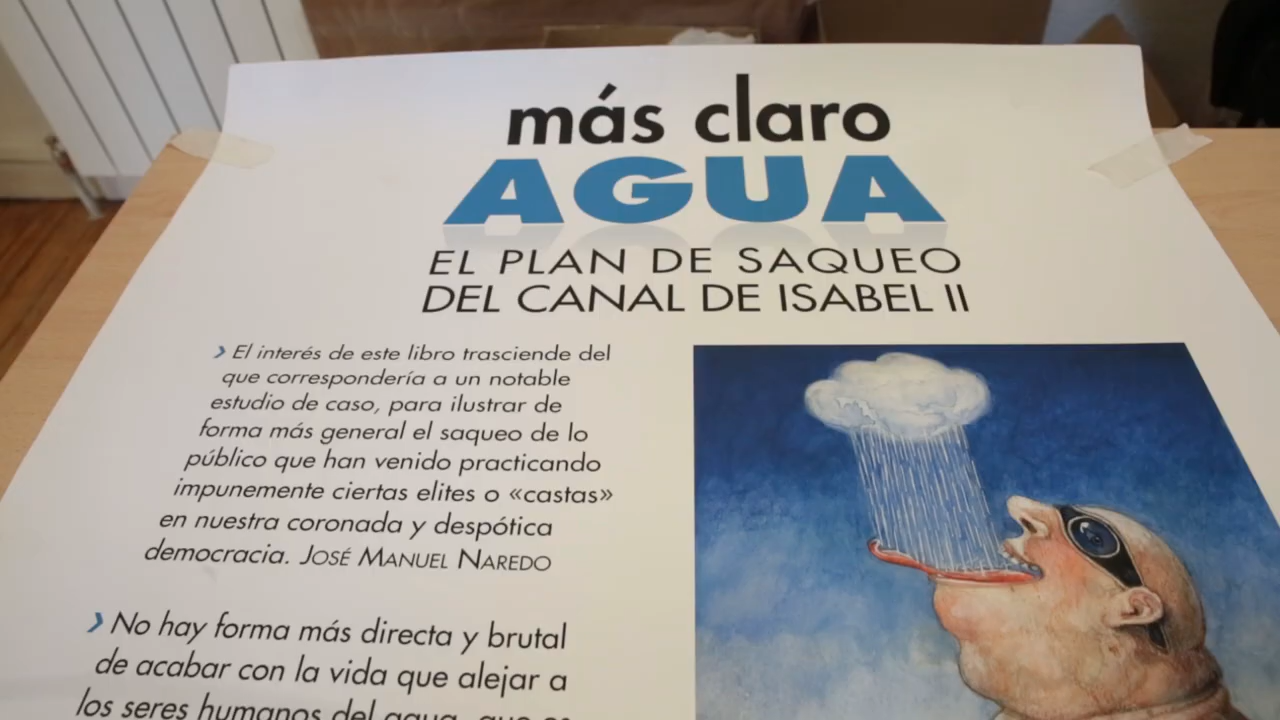 más claro
AGUA
EL PLAN DE SAQUEO
DEL CANAL DE ISABEL II
› El interés de este libro trasciende del
que correspondería a un notable
estudio de caso, para ilustrar de
forma más general el saqueo de lo
público que han venido practicando
impunemente ciertas elites o «castas»
en nuestra coronada y despótica
democracia. JOSÉ MANUEL NAREDO
› No hay forma más directa y brutal
de acabar con la vida que alejar a
los seres humanos del agua, que es